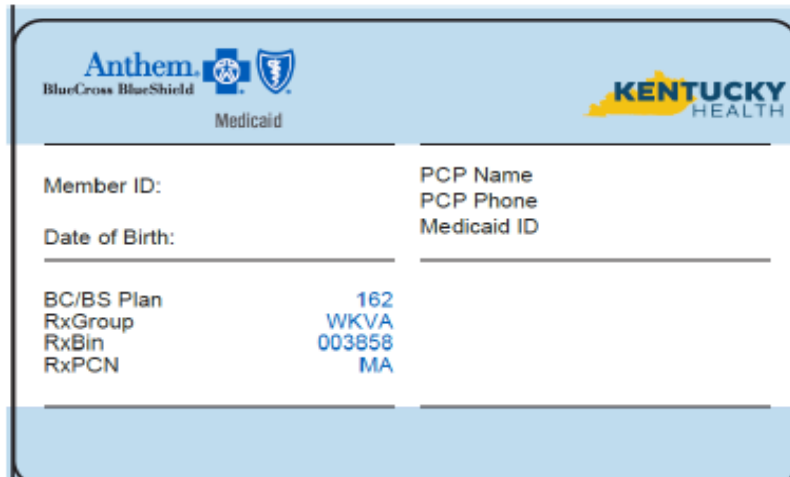 Anthem.
BlueCross BlueShield
Medicaid
KENTUCKY
HEALTH
Member ID:
Date of Birth:
PCP Name
PCP Phone
Medicaid ID
BC/BS Plan 162
RxGroup WKVA
RxBin 003858
RxPCN MA